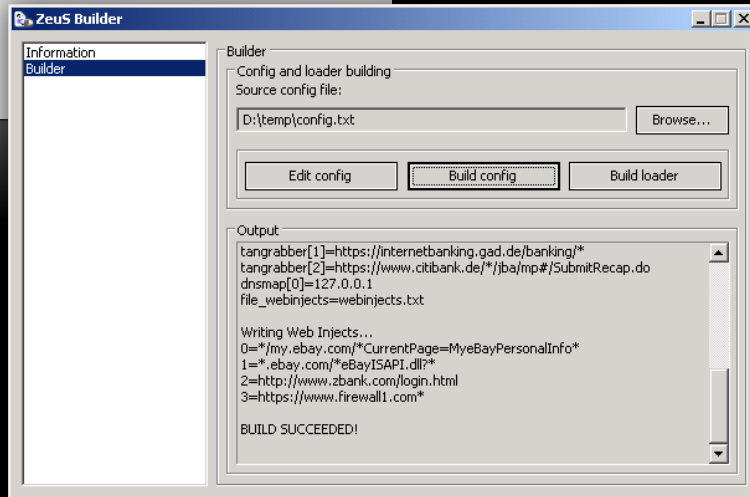 ZeuS Builder
Information
Builder
Builder
Config and loader building
Source config file:
D:\temp\config.txt
Browse...
Edit config
Build config
Build loader
Output
tangrabber[1]=https://internetbanking.gad.de/banking/*
tangrabber[2]=https://www.citibank.de/*/jba/mp#/SubmitRecap.do
dnsmap[0]=127.0.0.1
file_webinjects=webinjects.txt
Writing Web Injects...
0=*/my.ebay.com/*CurrentPage=MyeBayPersonalInfo*
1=*.ebay.com/*eBayISAPI.dll?*
2=http://www.zbank.com/login.html
3=https://www.firewall1.com*
BUILD SUCCEEDED!